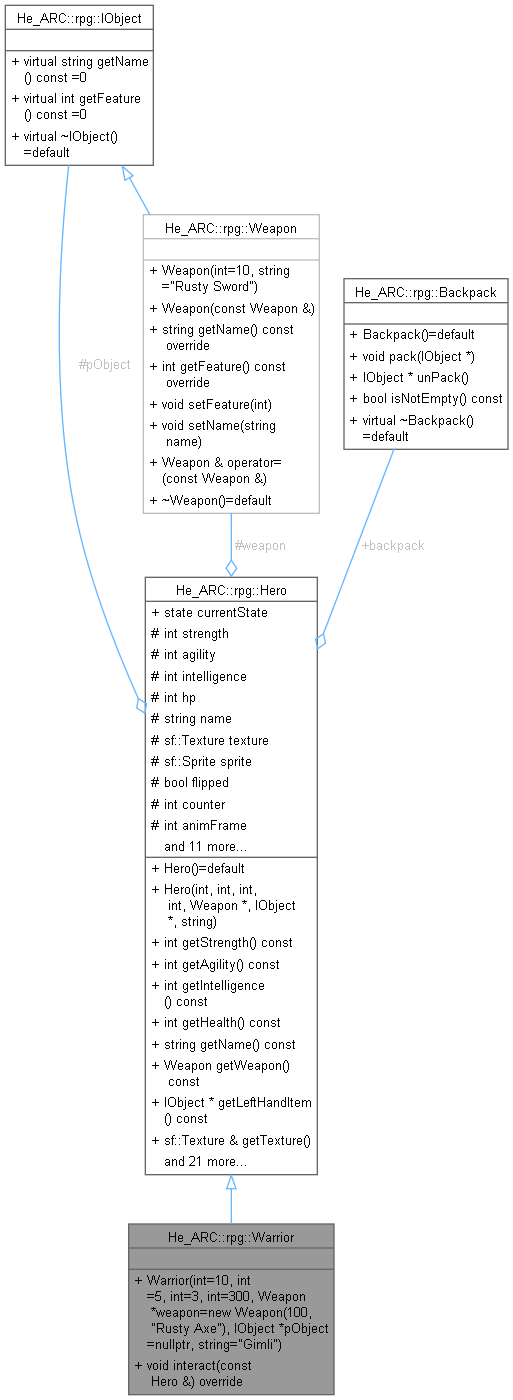 He_ARC::rpg::IObject
+ virtual string getName
() const =0
+ virtual int getFeature
() const =0
+ virtual ~IObject()
=default
He_ARC::rpg::Weapon
+ Weapon(int=10, string
="Rusty Sword")
+ Weapon(const Weapon &)
+ string getName() const
override
+ int getFeature() const
override
+ void setFeature(int)
+ void setName(string
name)
+ Weapon & operator=
(const Weapon &)
+ ~Weapon()=default
He_ARC::rpg::Backpack
+ Backpack()=default
+ void pack(IObject *)
+ IObject * unPack()
+ bool isNotEmpty() const
+ virtual ~Backpack()
=default
#pObject
#weapon
+backpack
He_ARC::rpg::Hero
+ state currentState
# int strength
# int agility
# int intelligence
# int hp
# string name
# sf::Texture texture
# sf::Sprite sprite
# bool flipped
# int counter
# int animFrame
and 11 more...
+ Hero()=default
+ Hero(int, int, int,
int, Weapon *, IObject
*, string)
+ int getStrength() const
+ int getAgility() const
+ int getIntelligence
() const
+ int getHealth() const
+ string getName() const
+ Weapon getWeapon()
const
+ IObject * getLeftHandItem
() const
+ sf::Texture & getTexture()
and 21 more...
He_ARC::rpg::Warrior
+ Warrior(int=10, int
=5, int=3, int=300, Weapon
*weapon=new Weapon(100,
"Rusty Axe"), IObject *pObject
=nullptr, string="Gimli")
+ void interact(const
Hero &) override